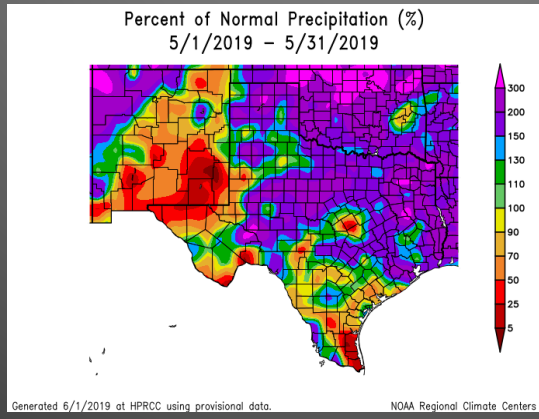 Percent of Normal Precipitation (%)
5/1/2019 – 5/31/2019
300
200
150
130
110
100
90
70
50
25
5
Generated 6/1/2019 at HPRCC using provisional data.
NOAA Regional Climate Centers